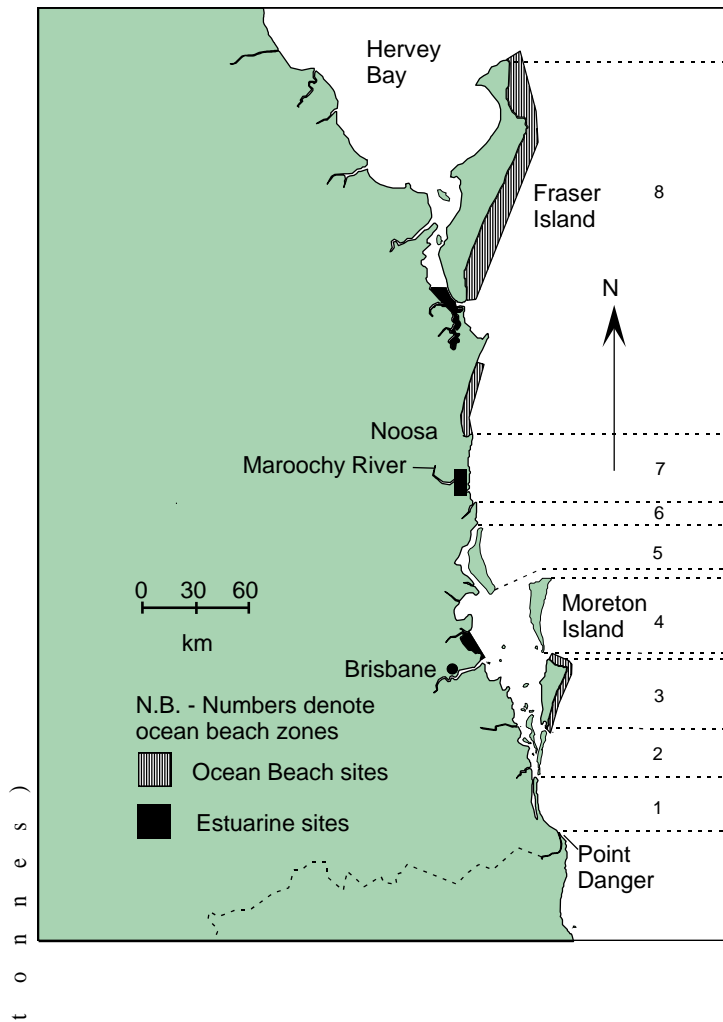 Hervey
Bay
Fraser
Island
8
N
Noosa
Maroochy River
7
6
5
0 30 60
km
Moreton
Island
4
Brisbane
3
N.B. - Numbers denote
ocean beach zones
2
Ocean Beach sites
1
Estuarine sites
Point
Danger
t o n n e s )